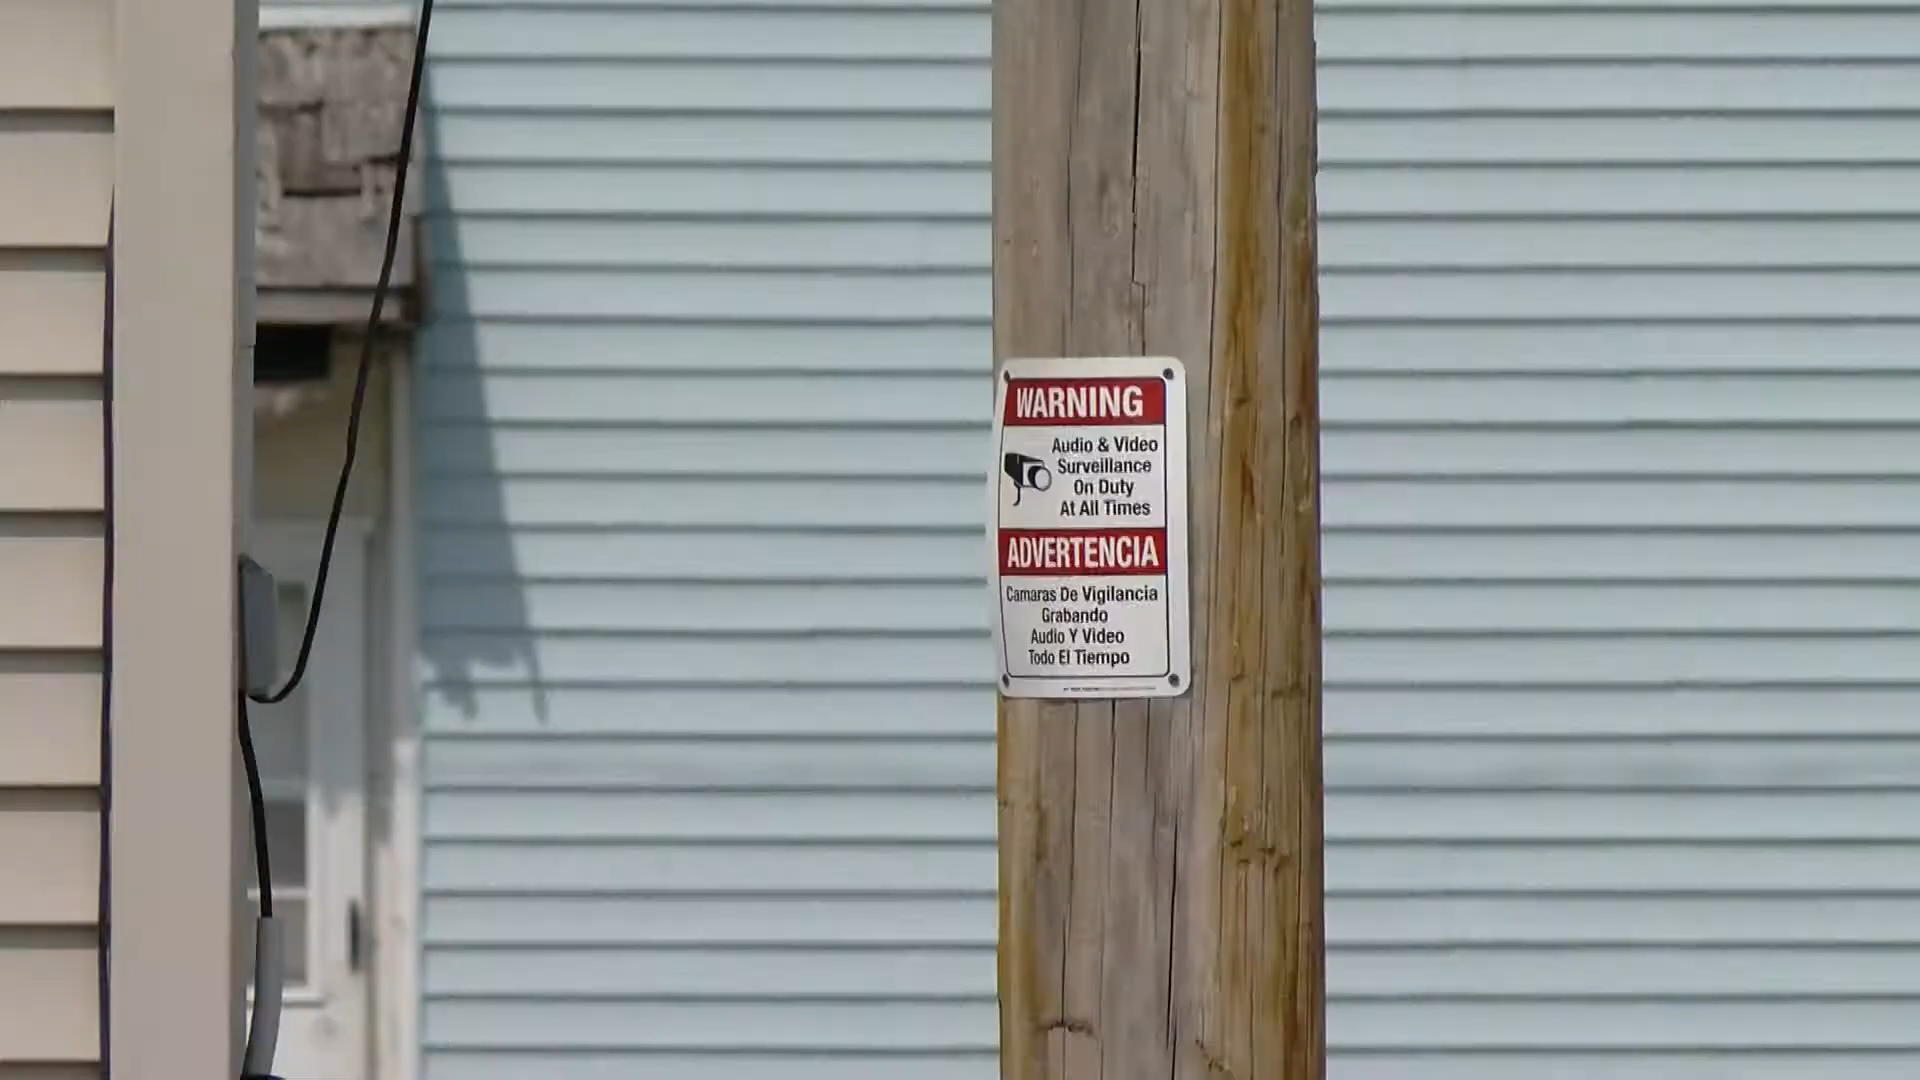 WARNING
Audio & Video
Surveillance
On Duty
At All Times
ADVERTENCIA
Camaras De Vigilancia
Grabando
Audio Y Video
Todo El Tiempo